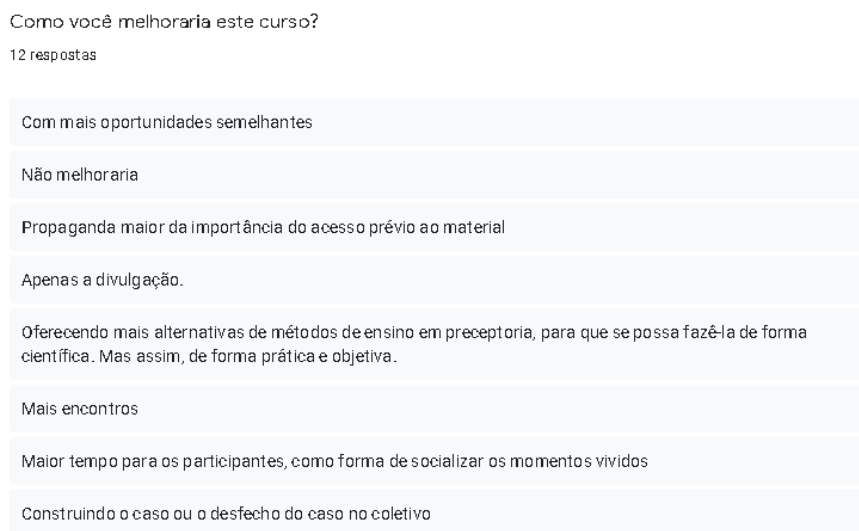 Como você melhoraria este curso?
12 respostas
Com mais oportunidades semelhantes
Não melhoraria
Propaganda maior da importância do acesso prévio ao material
Apenas a divulgação.
Oferecendo mais alternativas de métodos de ensino em preceptoria, para que se possa fazê-la de forma
científica. Mas assim, de forma prática e objetiva.
Mais encontros
Maior tempo para os participantes, como forma de socializar os momentos vividos
Construindo o caso ou o desfecho do caso no coletivo